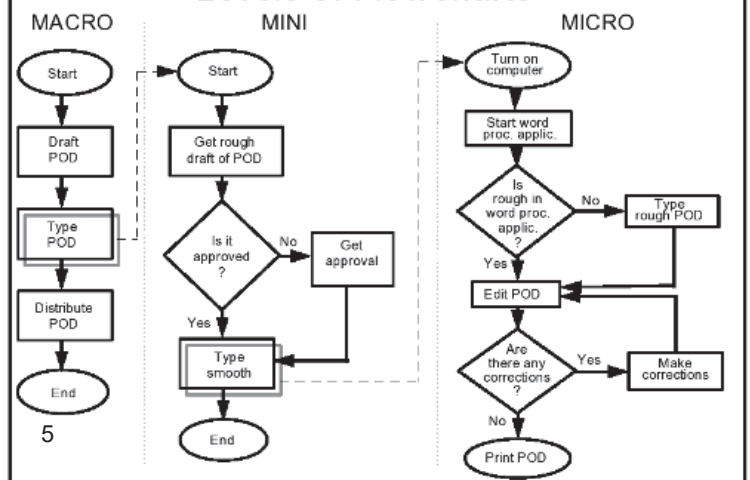 MACRO
MINI
MICRO
Start
Draft
POD
Type
POD
Distribute
POD
End
5
Start
Get rough
draft of POD
Is it
approved
?
No
Get
approval
Yes
Type
smooth
End
Turn on
computer
Start word
proc. applic.
Is
rough in
word proc.
applic.
?
No
Type
rough POD
Yes
Edit POD
Are
there any
corrections
?
Yes
Make
corrections
No
Print POD